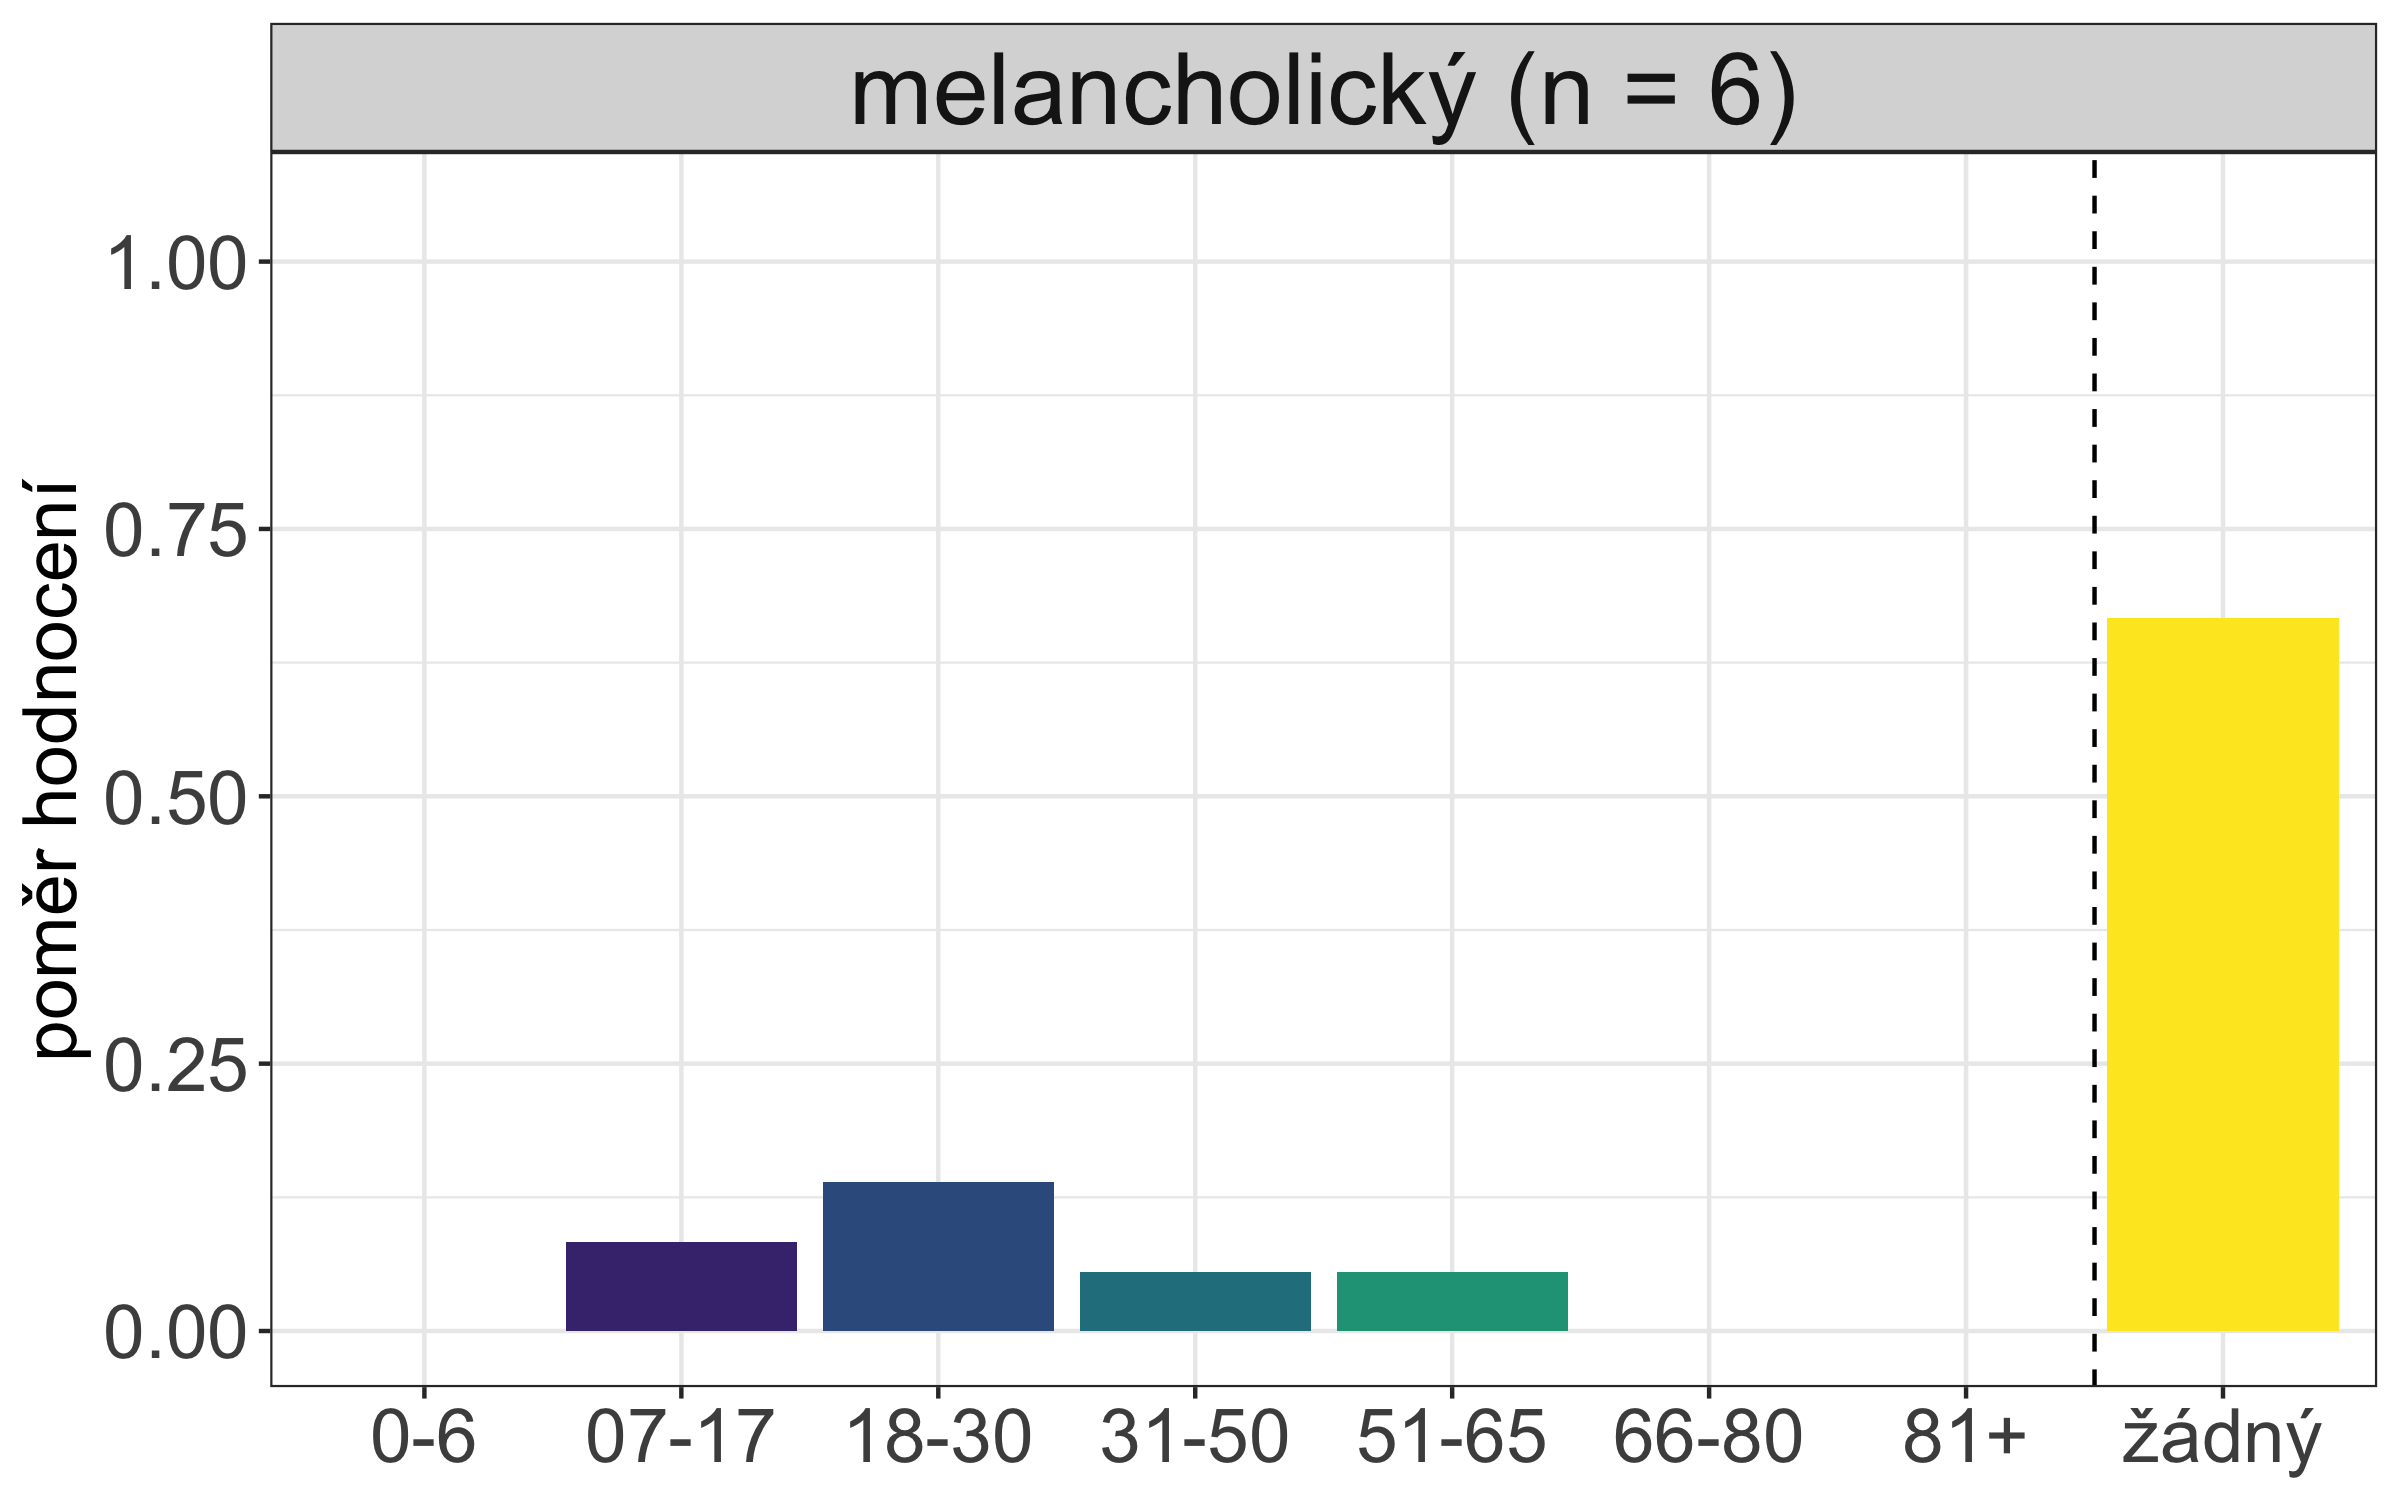 melancholický (n = 6)
poměr hodnocení
1.00
0.75
0.50
0.25
0.00
0-6 07-17 18-30 31-50 51-65 66-80 81+ žádný